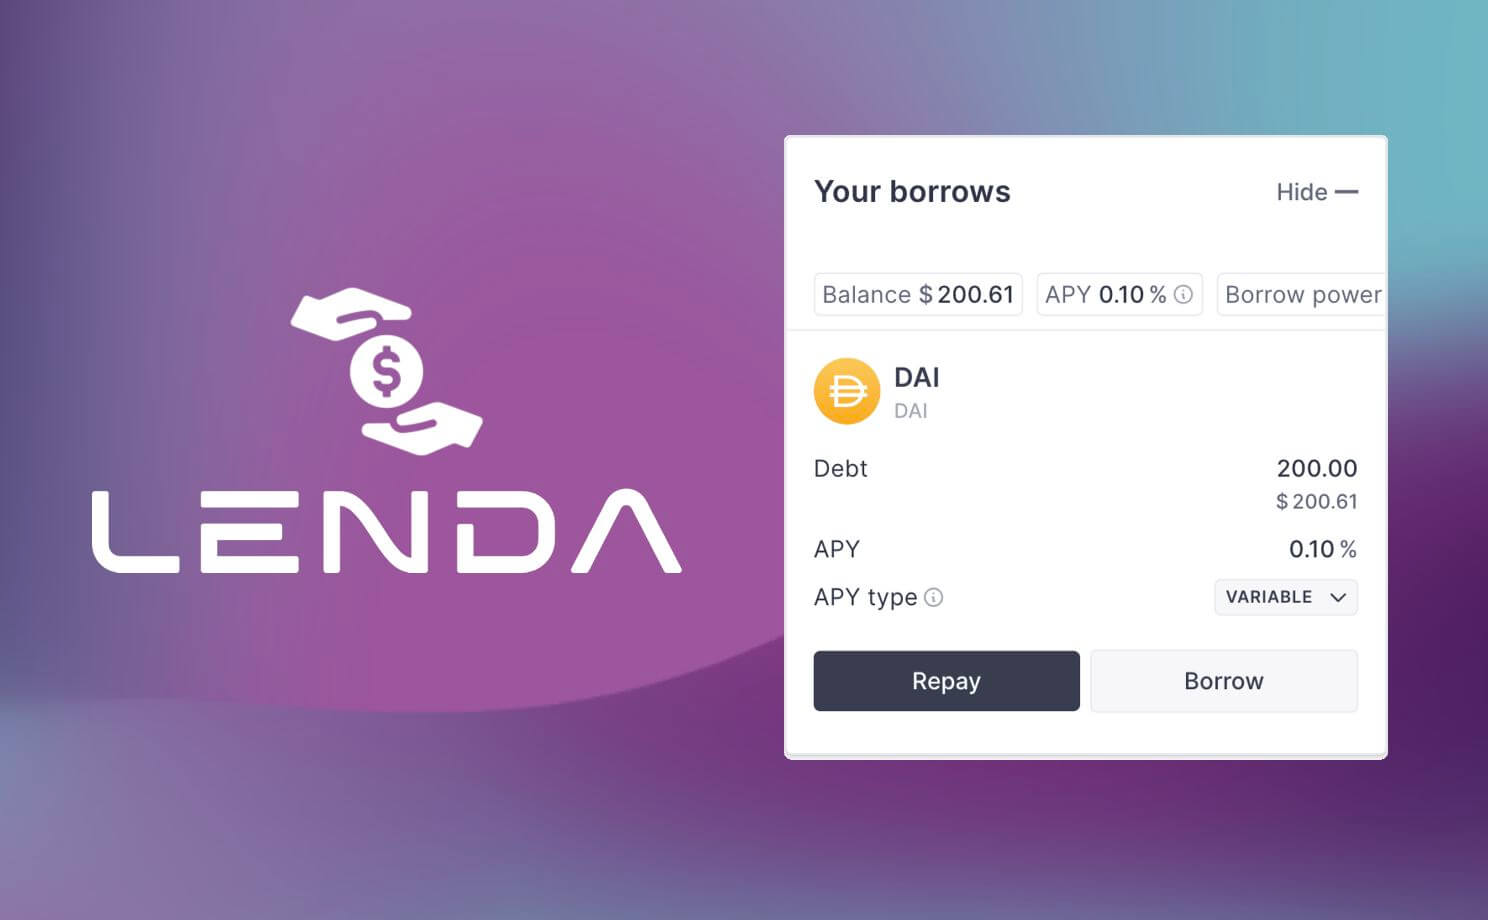 LENDA
Your borrows
Hide
Balance $ 200.61
APY 0.10 %
Borrow power
DAI
DAI
Debt
200.00
$ 200.61
APY
0.10 %
APY type
VARIABLE
Repay
Borrow